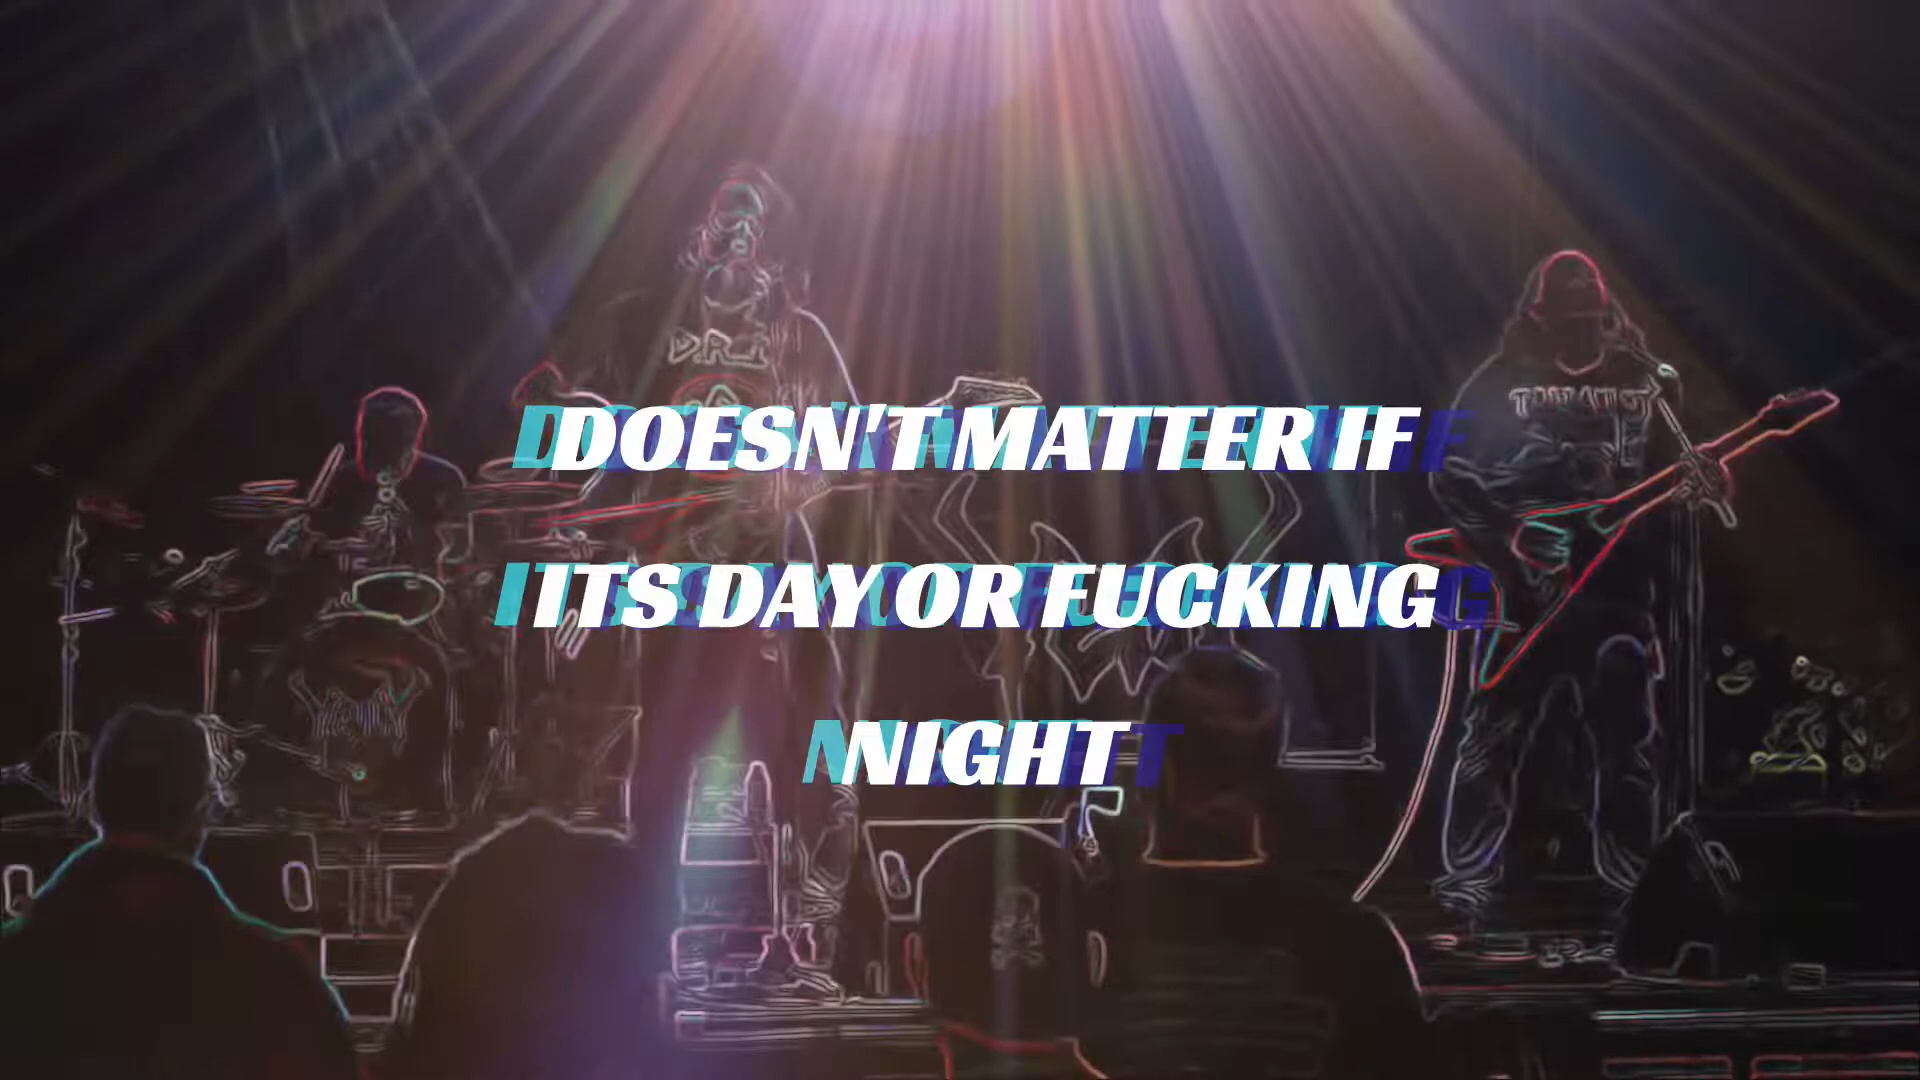 D.R.I
DOESN'T MATTER IF
ITS DAY OR FUCKING
NIGHT